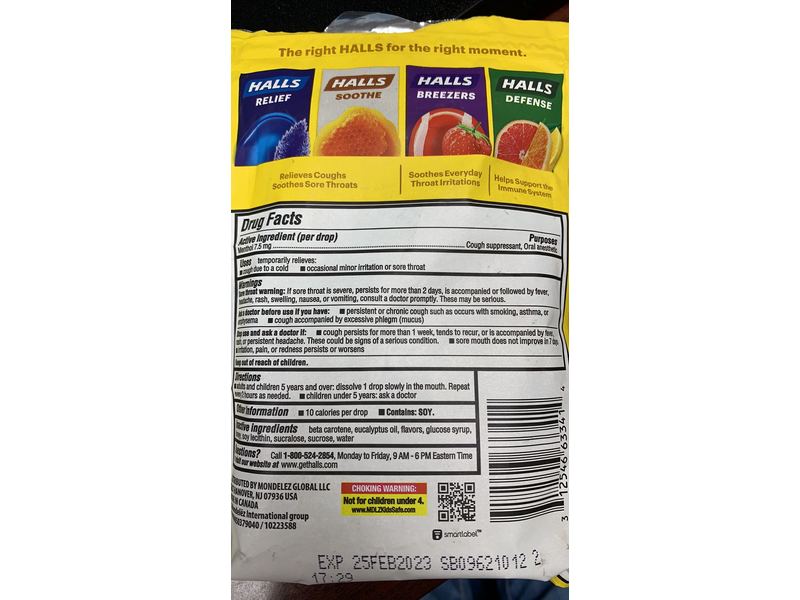 The right HALLS for the right moment.
HALLS RELIEF
HALLS SOOTHE
HALLS BREEZERS
HALLS DEFENSE
Relieves Coughs
Soothes Sore Throats
Soothes Everyday
Throat Irritations
Helps Support the
Immune System
Drug Facts
Active Ingredient (per drop) Purposes
Menthol 7.5 mg Cough suppressant, Oral anesthetic
Uses temporarily relieves:
■ cough due to a cold ■ occasional minor irritation or sore throat
Warnings
Sore throat warning: If sore throat is severe, persists for more than 2 days, is accompanied or followed by fever,
headache, rash, swelling, nausea, or vomiting, consult a doctor promptly. These may be serious.
Ask a doctor before use if you have: ■ persistent or chronic cough such as occurs with smoking, asthma, or
■ cough accompanied by excessive phlegm (mucus)
Stop use and ask a doctor if: ■ cough persists for more than 1 week, tends to recur, or is accompanied by fever,
or persistent headache. These could be signs of a serious condition. ■ sore mouth does not improve in 7 days
irritation, pain, or redness persists or worsens
Keep out of reach of children.
Directions
■ adults and children 5 years and over: dissolve 1 drop slowly in the mouth. Repeat
2 hours as needed. ■ children under 5 years: ask a doctor
Other Information ■ 10 calories per drop ■ Contains: SOY.
ingredients beta carotene, eucalyptus oil, flavors, glucose syrup,
soy lecithin, sucralose, sucrose, water
Call 1-800-524-2854, Monday to Friday, 9 AM - 6 PM Eastern Time
our website at www.gethalls.com
BY MONDELEZ GLOBAL LLC
HANOVER, NJ 07936 USA
CANADA
International group
/ 10223588
CHOKING WARNING:
Not for children under 4.
www.MDLZKidsSafe.com
smartlabel™
3 12546 63341 4
EXP 25FEB2023 SB09621012 2
17:29